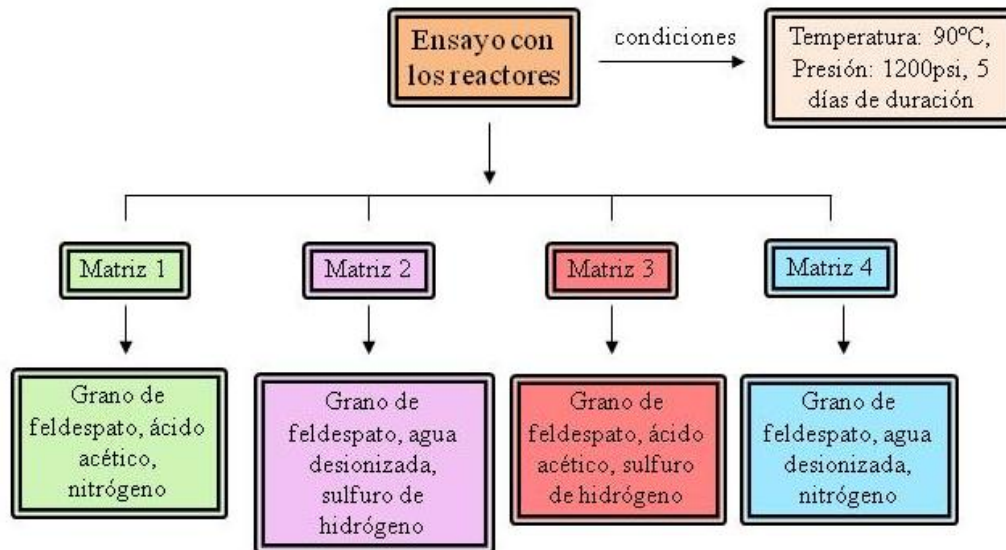 Ensayo con
los reactores
condiciones
Temperatura: 90ºC,
Presión: 1200psi, 5
días de duración
Matriz 1
Matriz 2
Matriz 3
Matriz 4
Grano de
feldespato, ácido
acético,
nitrógeno
Grano de
feldespato, agua
desionizada,
sulfuro de
hidrógeno
Grano de
feldespato, ácido
acético, sulfuro
de hidrógeno
Grano de
feldespato, agua
desionizada,
nitrógeno